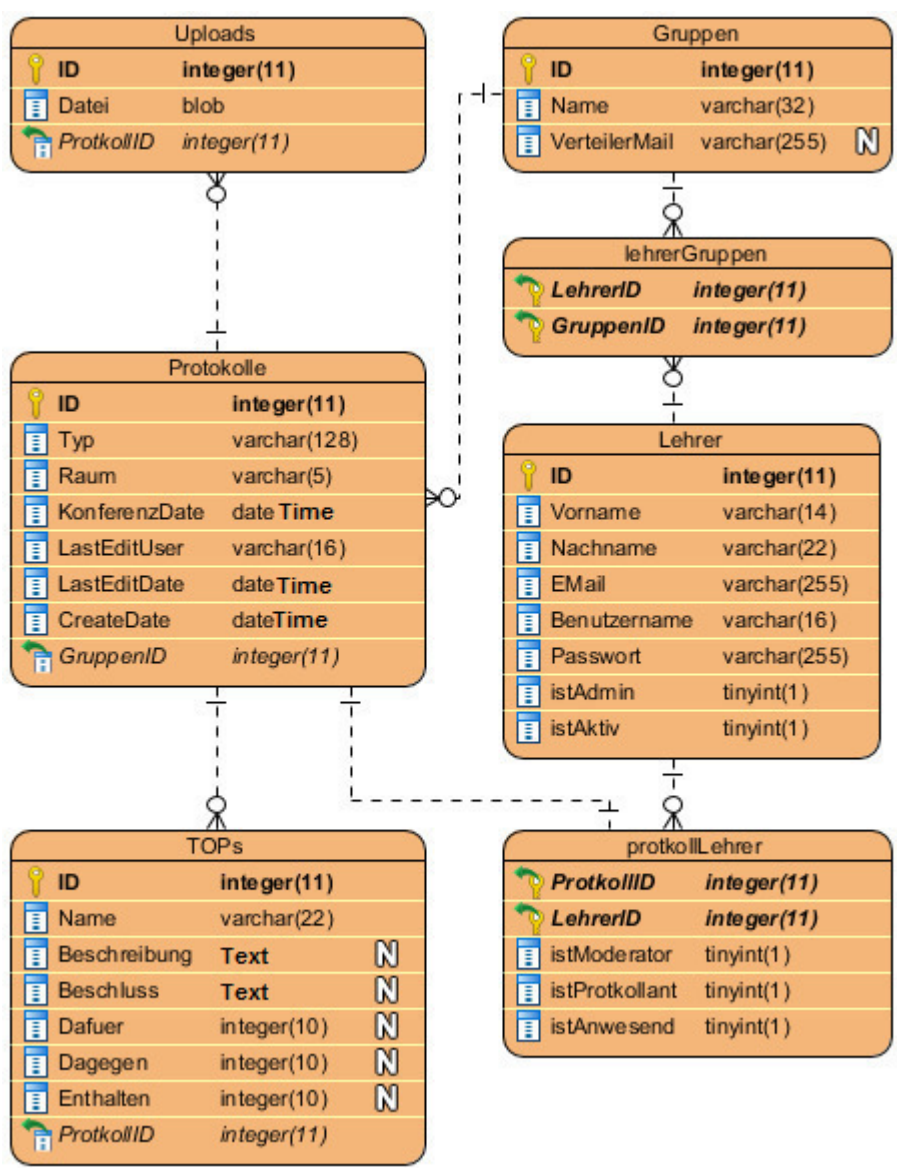 Uploads
ID integer(11)
Datei blob
ProtkollID integer(11)
Gruppen
ID integer(11)
Name varchar(32)
VerteilerMail varchar(255) N
lehrerGruppen
LehrerID integer(11)
GruppenID integer(11)
Protokolle
ID integer(11)
Typ varchar(128)
Raum varchar(5)
KonferenzDate date Time
LastEditUser varchar(16)
LastEditDate date Time
CreateDate dateTime
GruppenID integer(11)
Lehrer
ID integer(11)
Vorname varchar(14)
Nachname varchar(22)
EMail varchar(255)
Benutzername varchar(16)
Passwort varchar(255)
istAdmin tinyint(1)
istAktiv tinyint(1)
TOPs
ID integer(11)
Name varchar(22)
Beschreibung Text N
Beschluss Text N
Dafuer integer(10) N
Dagegen integer(10) N
Enthalten integer(10) N
ProtkollID integer(11)
protkollLehrer
ProtkollID integer(11)
LehrerID integer(11)
istModerator tinyint(1)
istProtkollant tinyint(1)
istAnwesend tinyint(1)